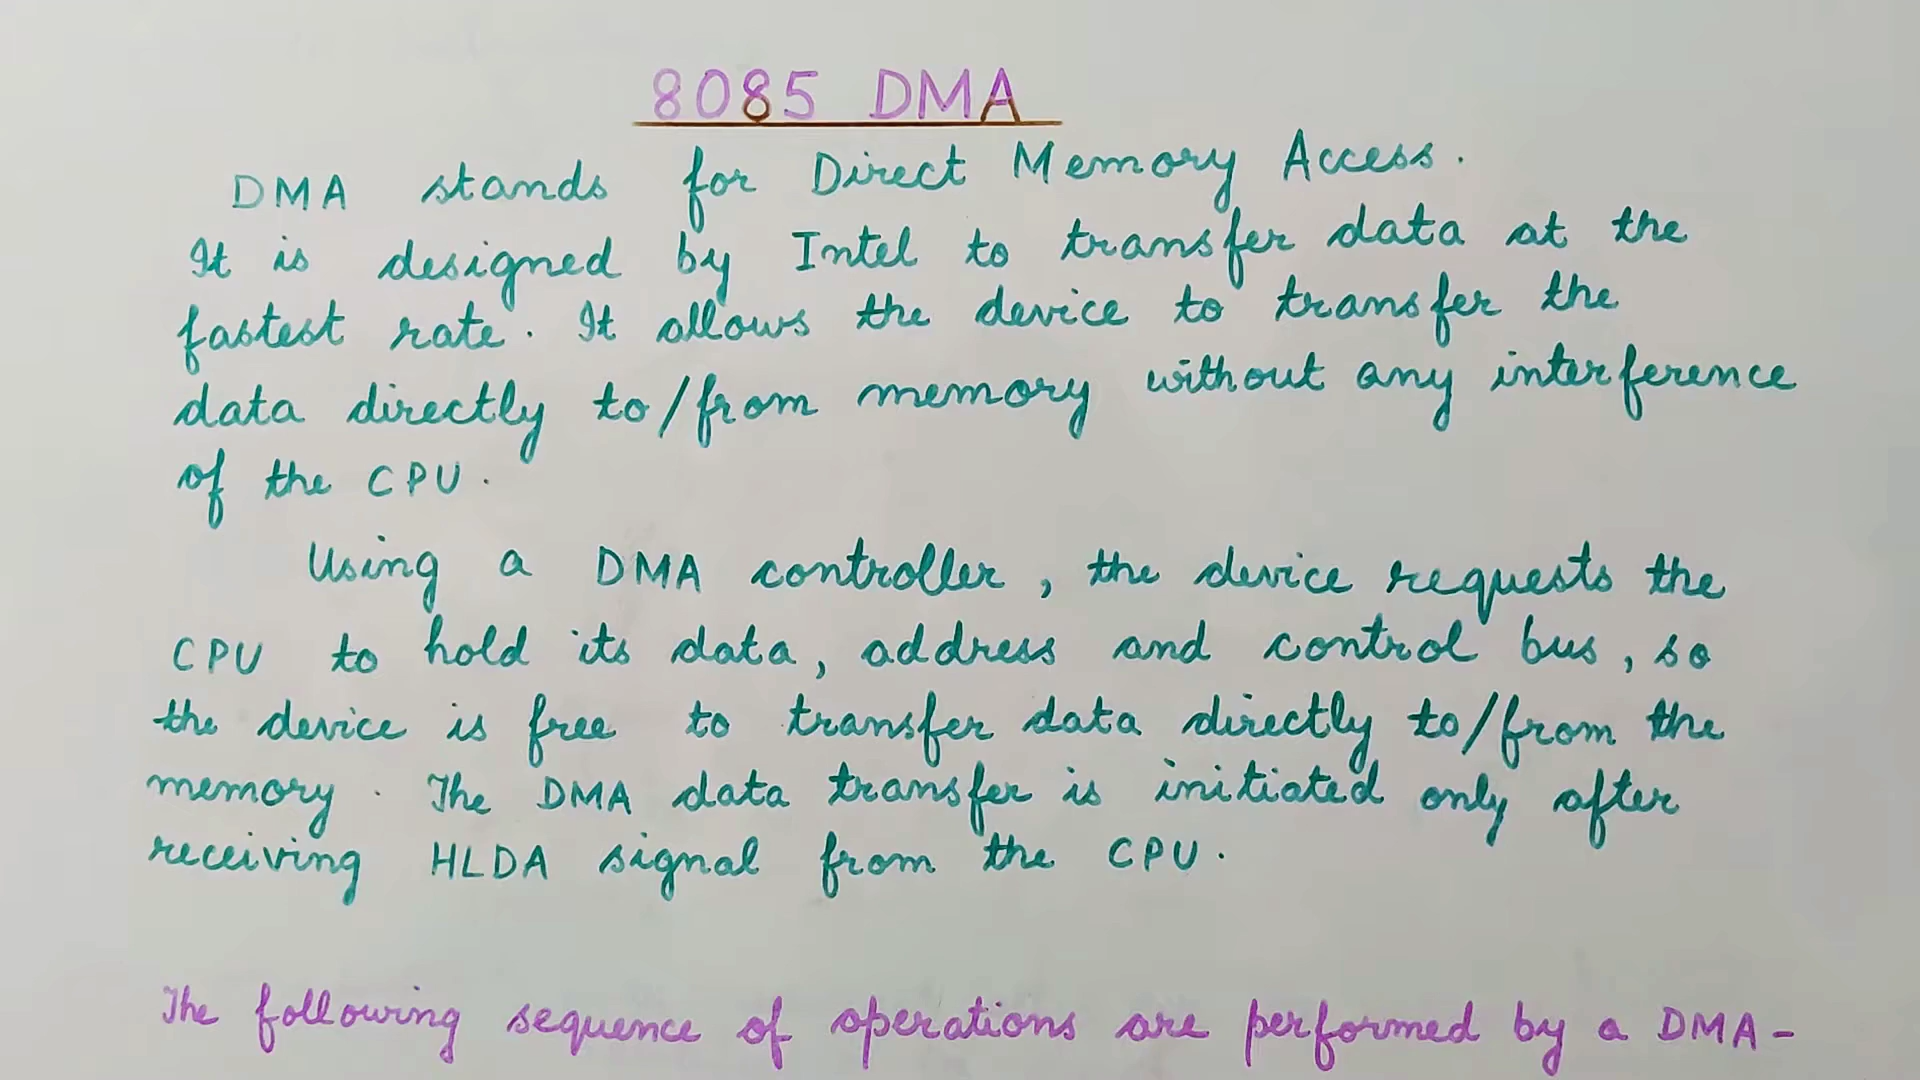 8085 DMA
DMA stands for Direct Memory Access.
It is designed by Intel to transfer data at the
fastest rate. It allows the device to transfer the
data directly to/from memory without any interference
of the CPU.
Using a DMA controller, the device requests the
CPU to hold its data, address and control bus, so
the device is free to transfer data directly to/from the
memory. The DMA data transfer is initiated only after
receiving HLDA signal from the CPU.
The following sequence of operations are performed by a DMA-